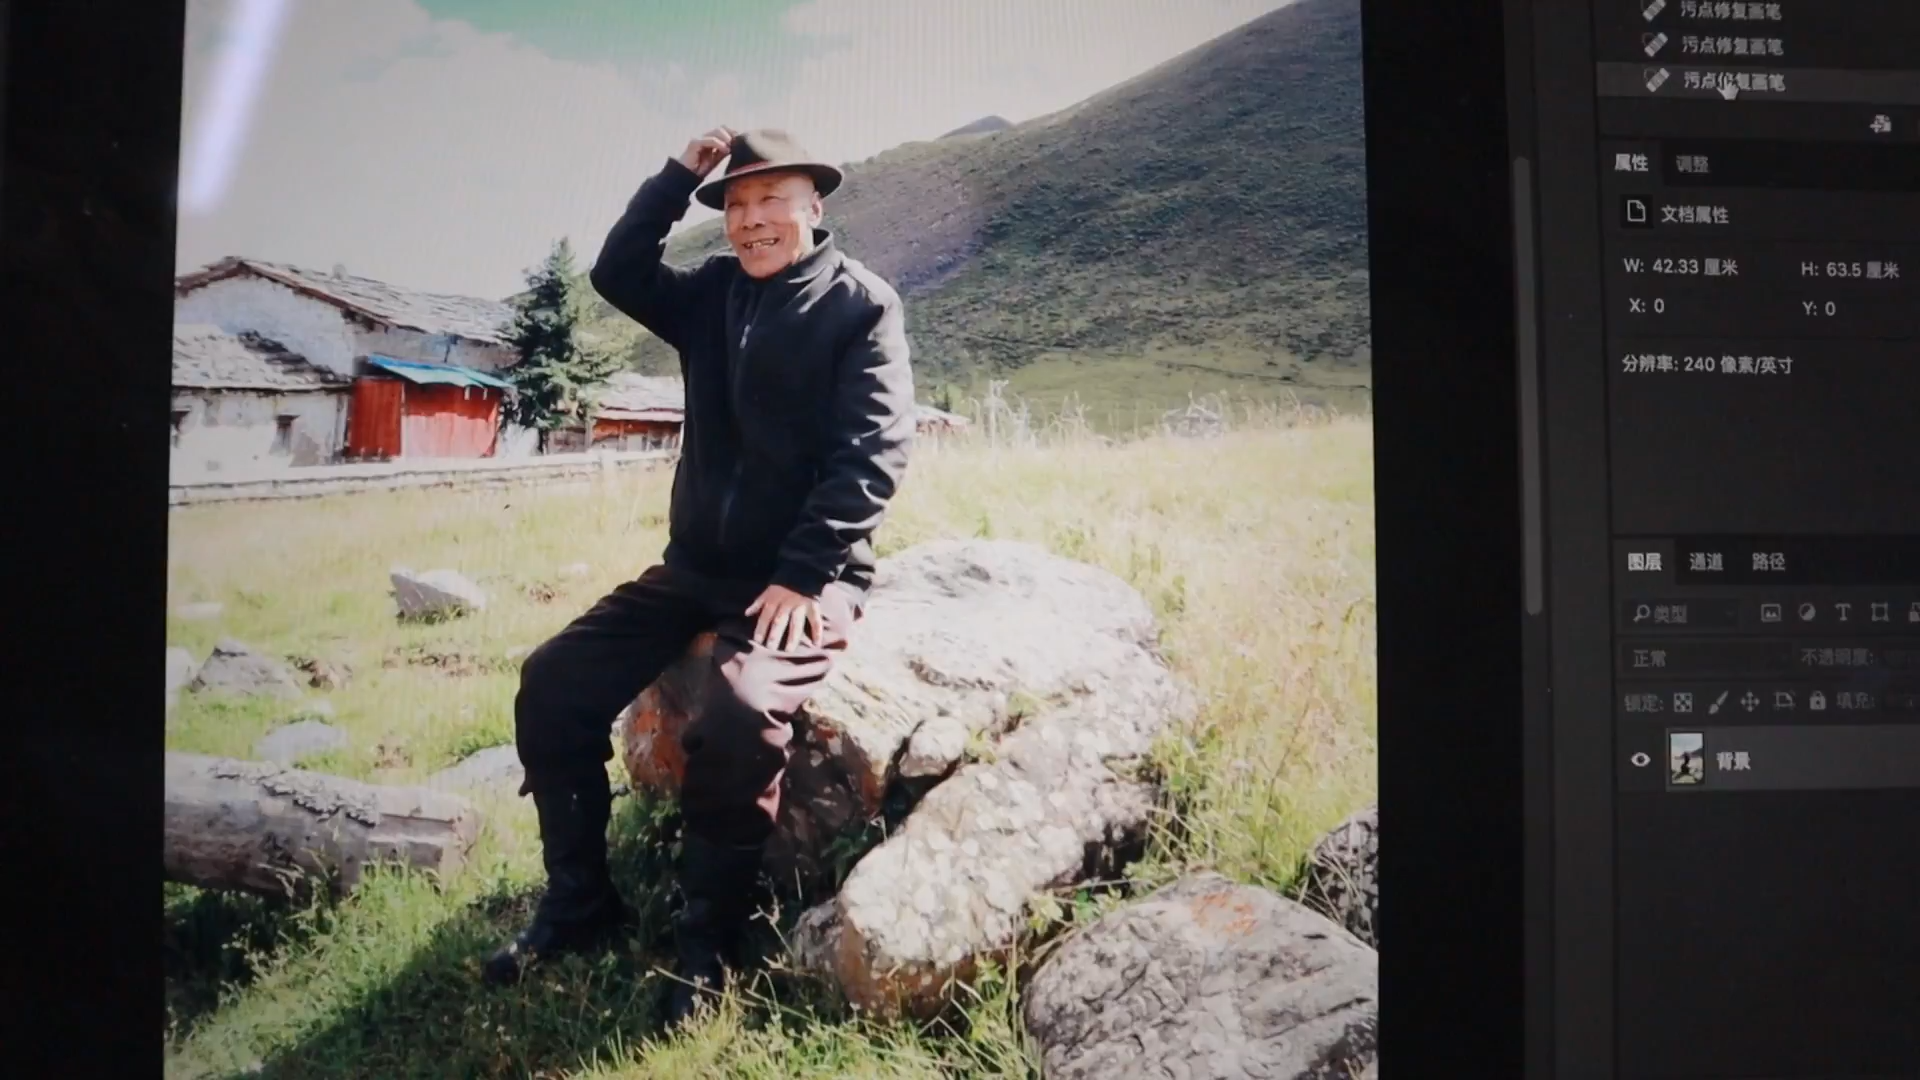 污点修复画笔
污点修复画笔
污点修复画笔
属性 调整
文档属性
W: 42.33 厘米 H: 63.5 厘米
X: 0 Y: 0
分辨率: 240 像素/英寸
图层 通道 路径
类型
正常 不透明度:
锁定: 填充:
背景